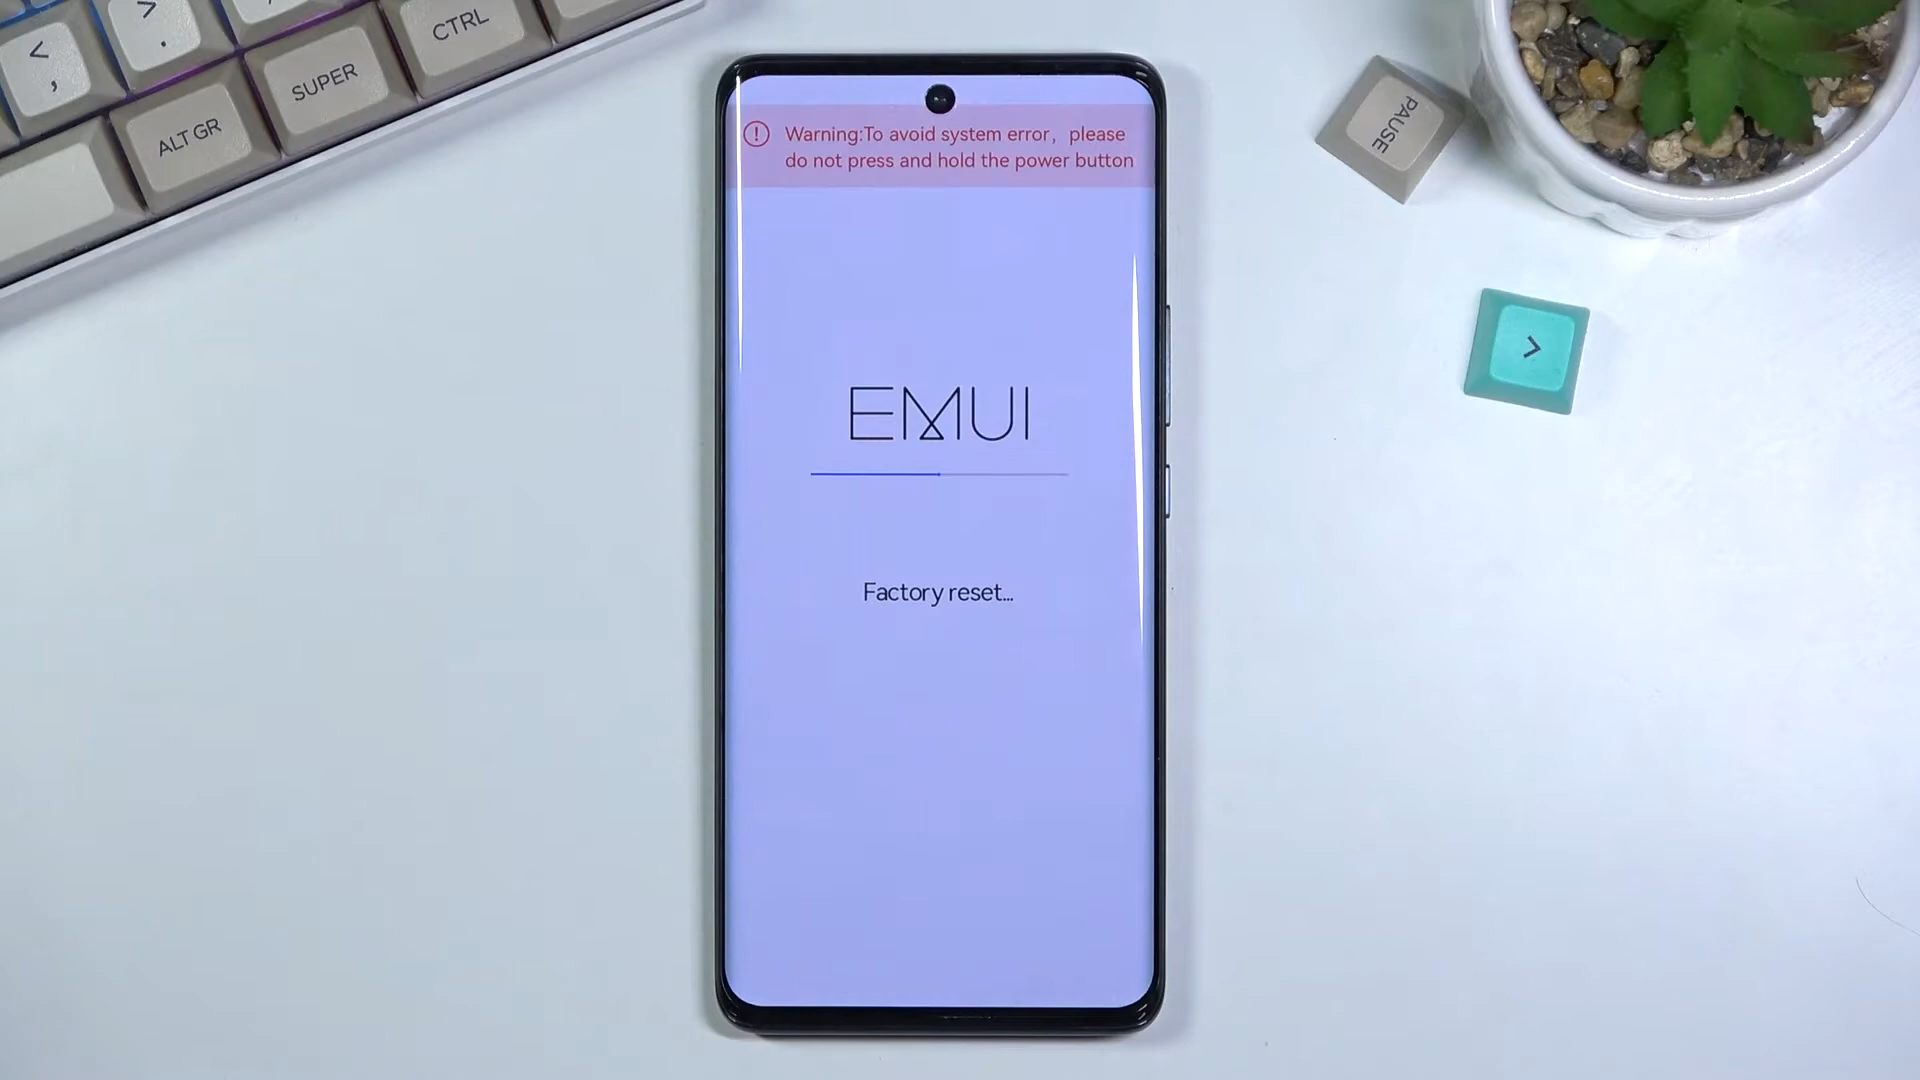 <
,
>
.
CTRL
SUPER
ALT GR
Warning:To avoid system error, please
do not press and hold the power button
EMUI
Factory reset...
PAUSE
>